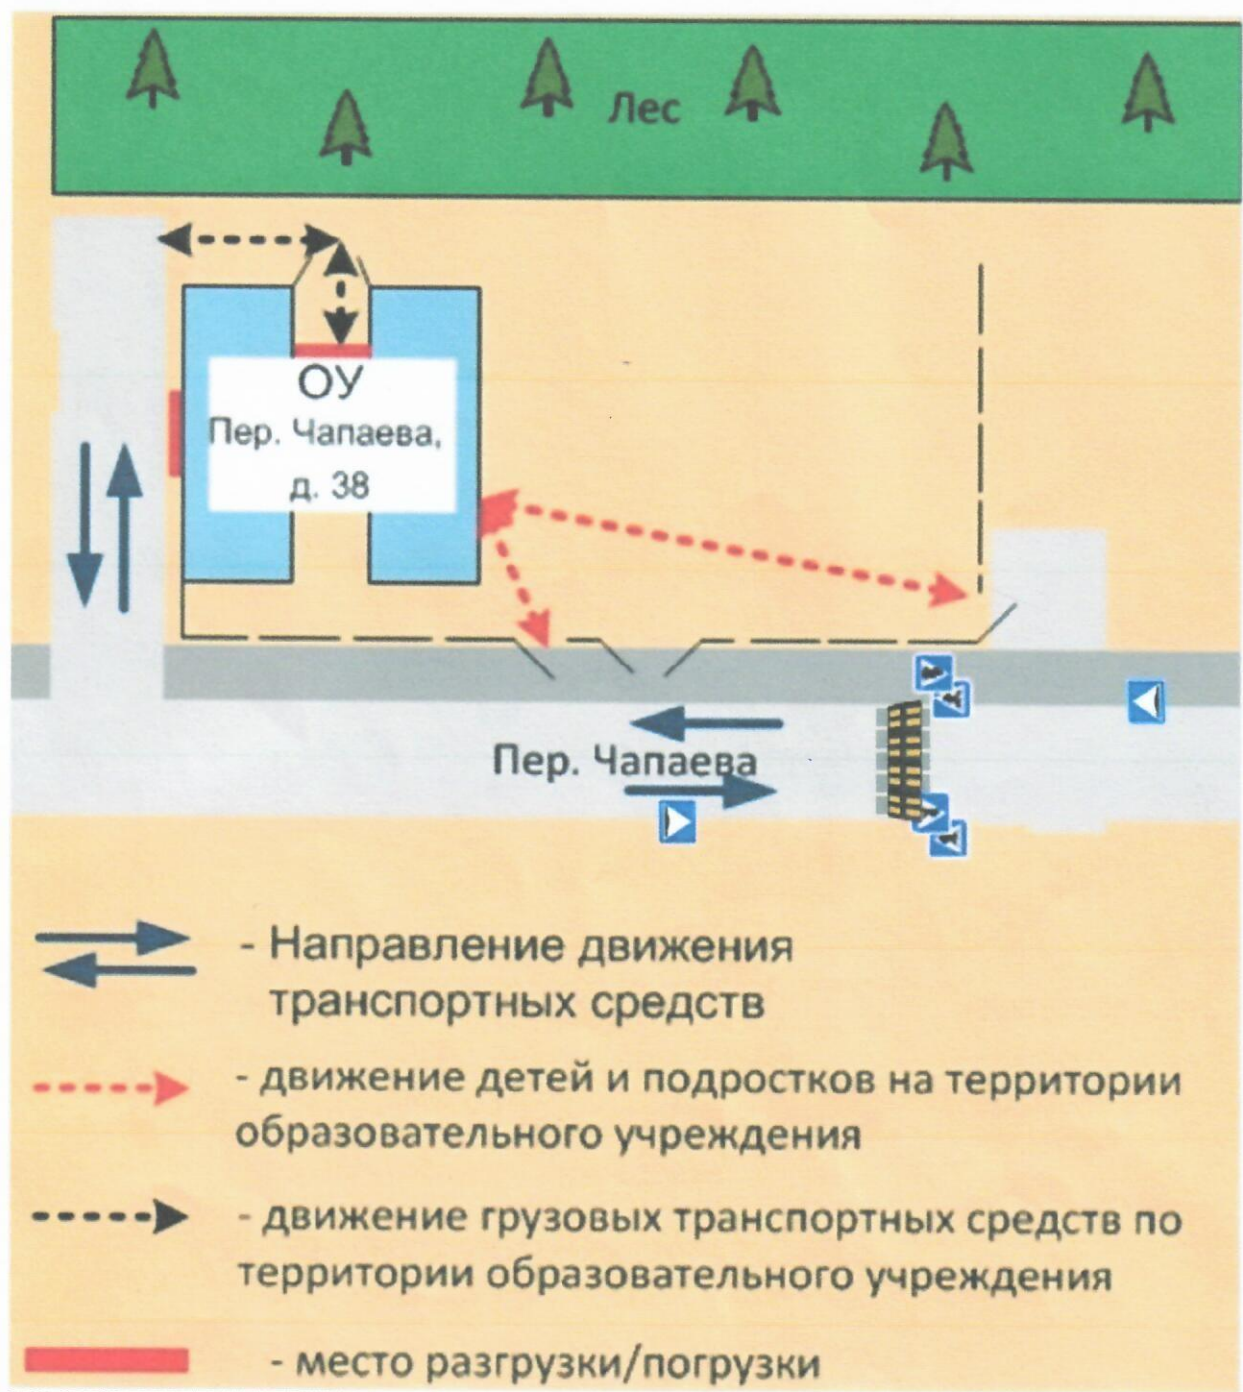 Лес
ОУ
Пер. Чапаева,
д. 38
Пер. Чапаева
- Направление движения
транспортных средств
- движение детей и подростков на территории
образовательного учреждения
- движение грузовых транспортных средств по
территории образовательного учреждения
- место разгрузки/погрузки